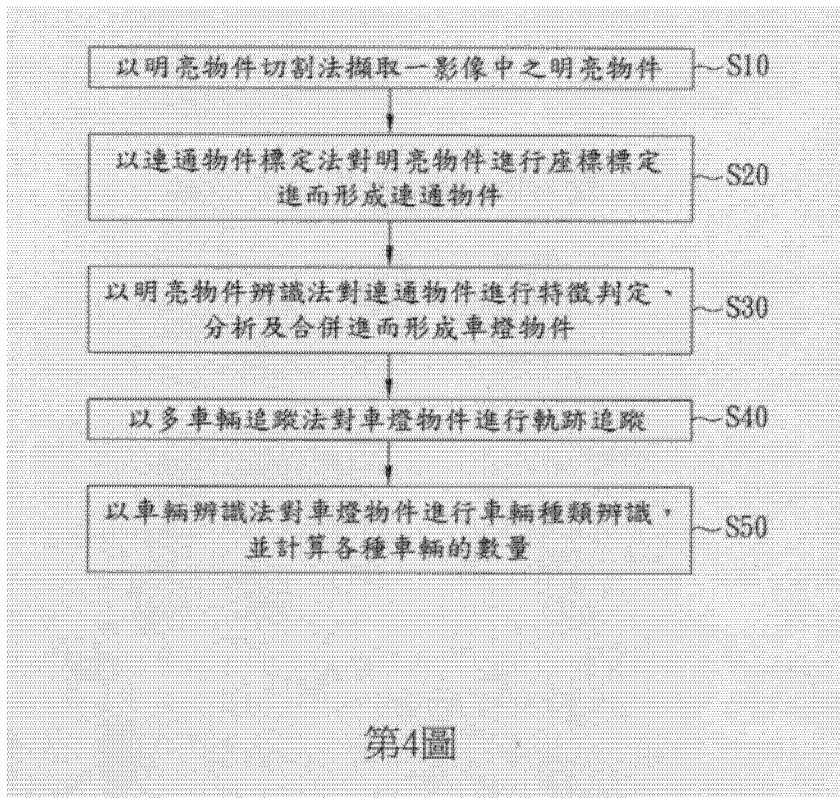 以明亮物件切割法擷取一影像中之明亮物件 S10
以連通物件標定法對明亮物件進行座標標定
進而形成連通物件 S20
以明亮物件辨識法對連通物件進行特徵判定、
分析及合併進而形成車燈物件 S30
以多車輛追蹤法對車燈物件進行軌跡追蹤 S40
以車輛辨識法對車燈物件進行車輛種類辨識，
並計算各種車輛的數量 S50
第4圖